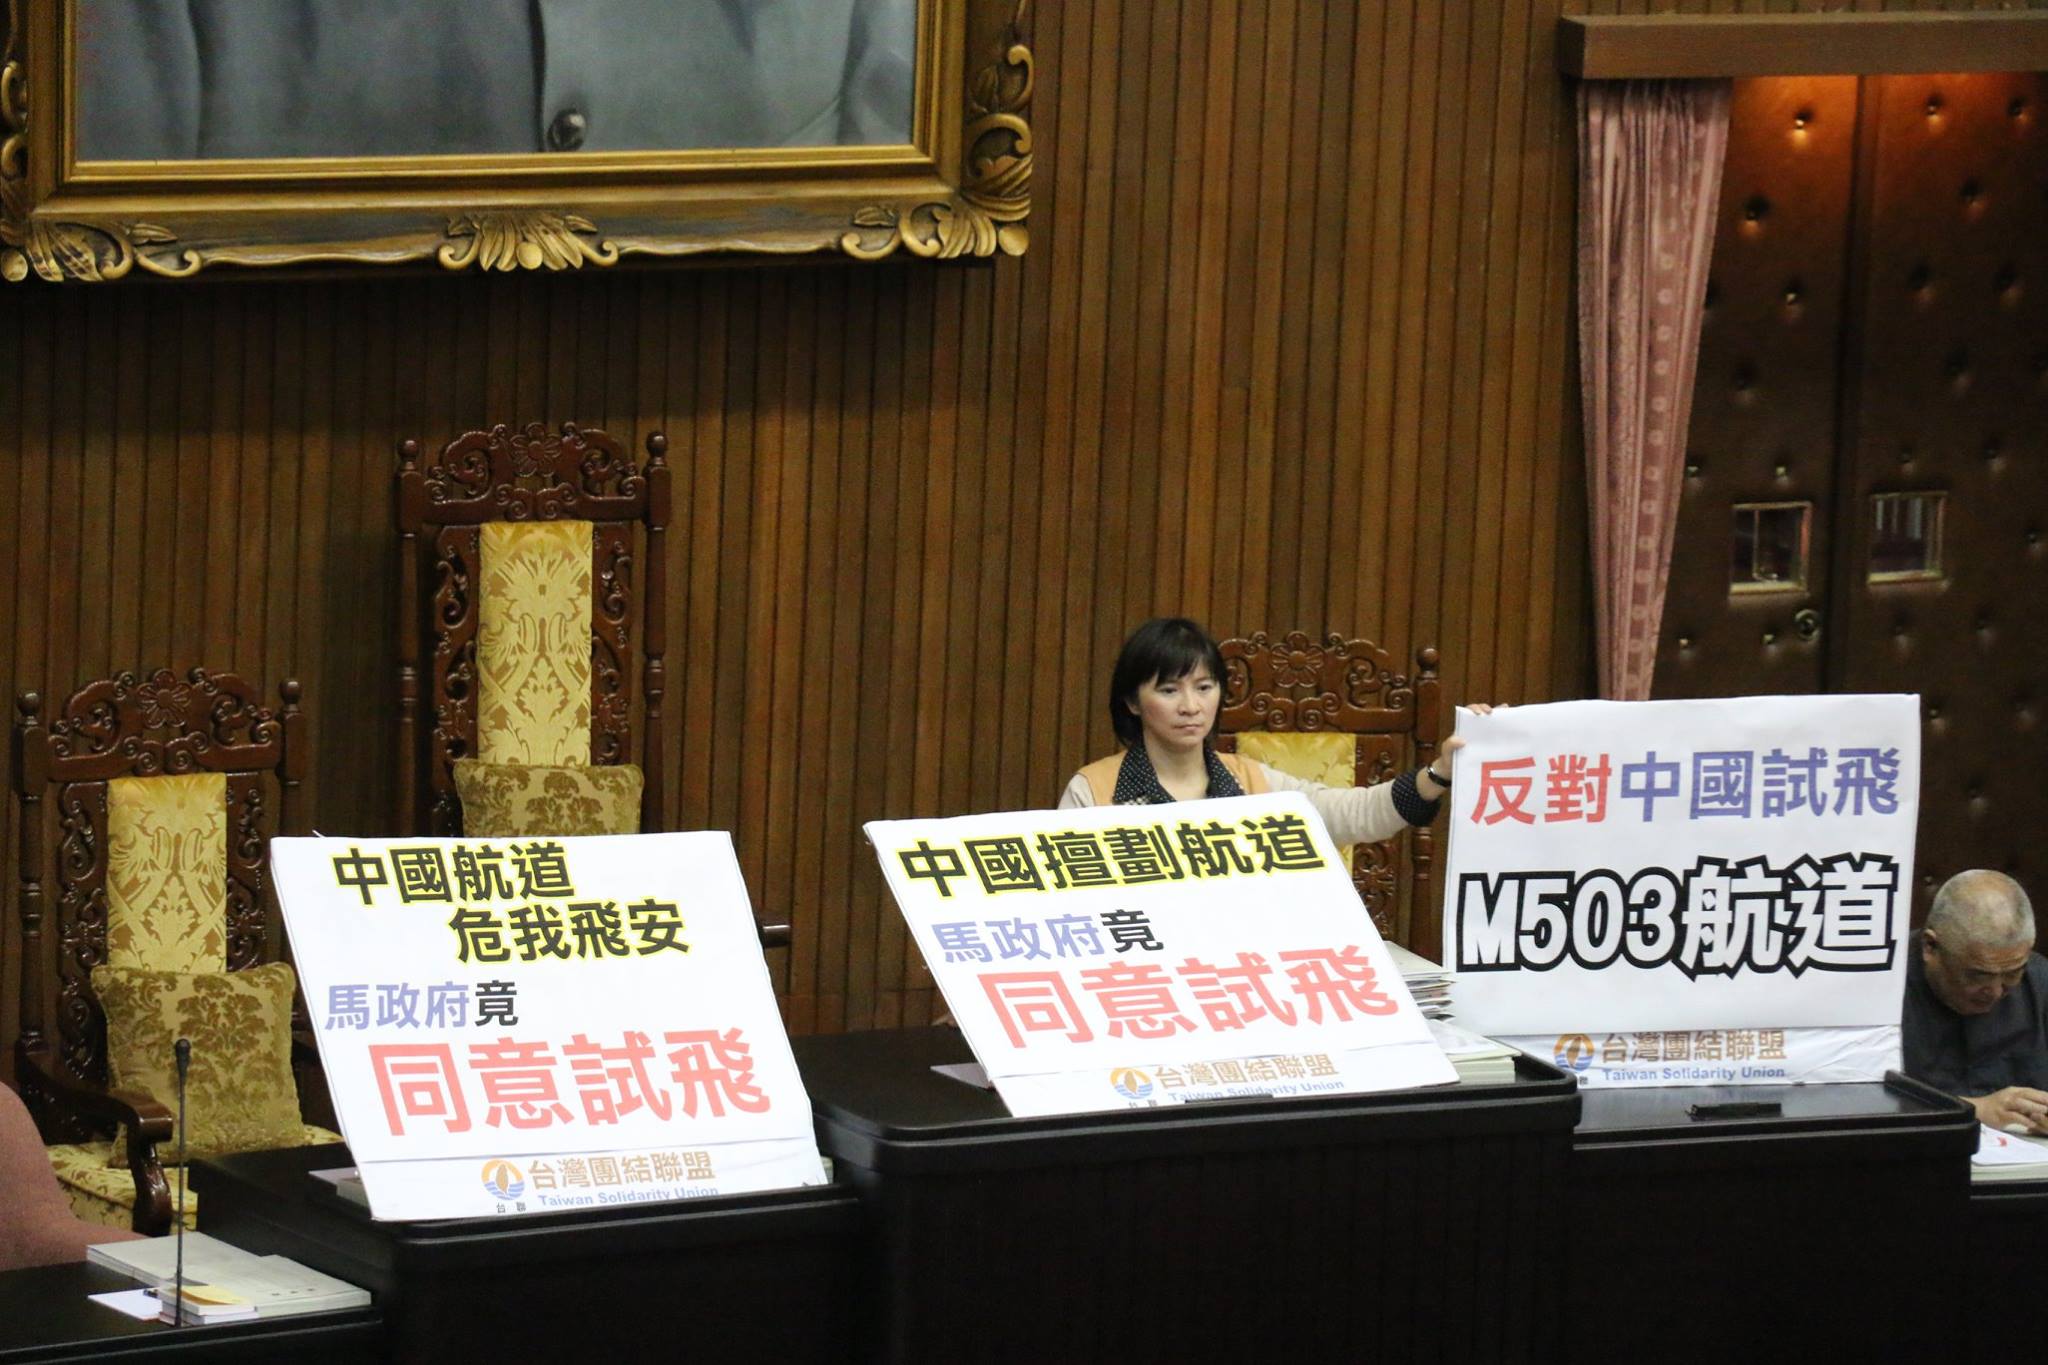 中國航道
危我飛安
馬政府竟
同意試飛
台灣團結聯盟
Taiwan Solidarity Union
台聯
中國擅劃航道
馬政府竟
同意試飛
台灣團結聯盟
Taiwan Solidarity Union
台聯
反對中國試飛
M503航道
台灣團結聯盟
Taiwan Solidarity Union